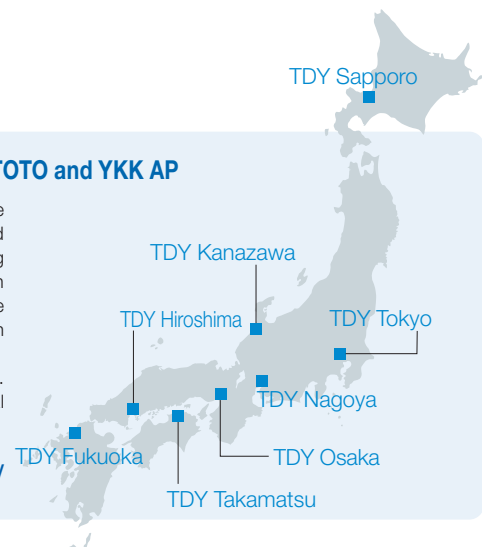 TDY Sapporo
TOTO and YKK AP
TDY Kanazawa
TDY Hiroshima
TDY Tokyo
TDY Nagoya
TDY Fukuoka
TDY Osaka
TDY Takamatsu